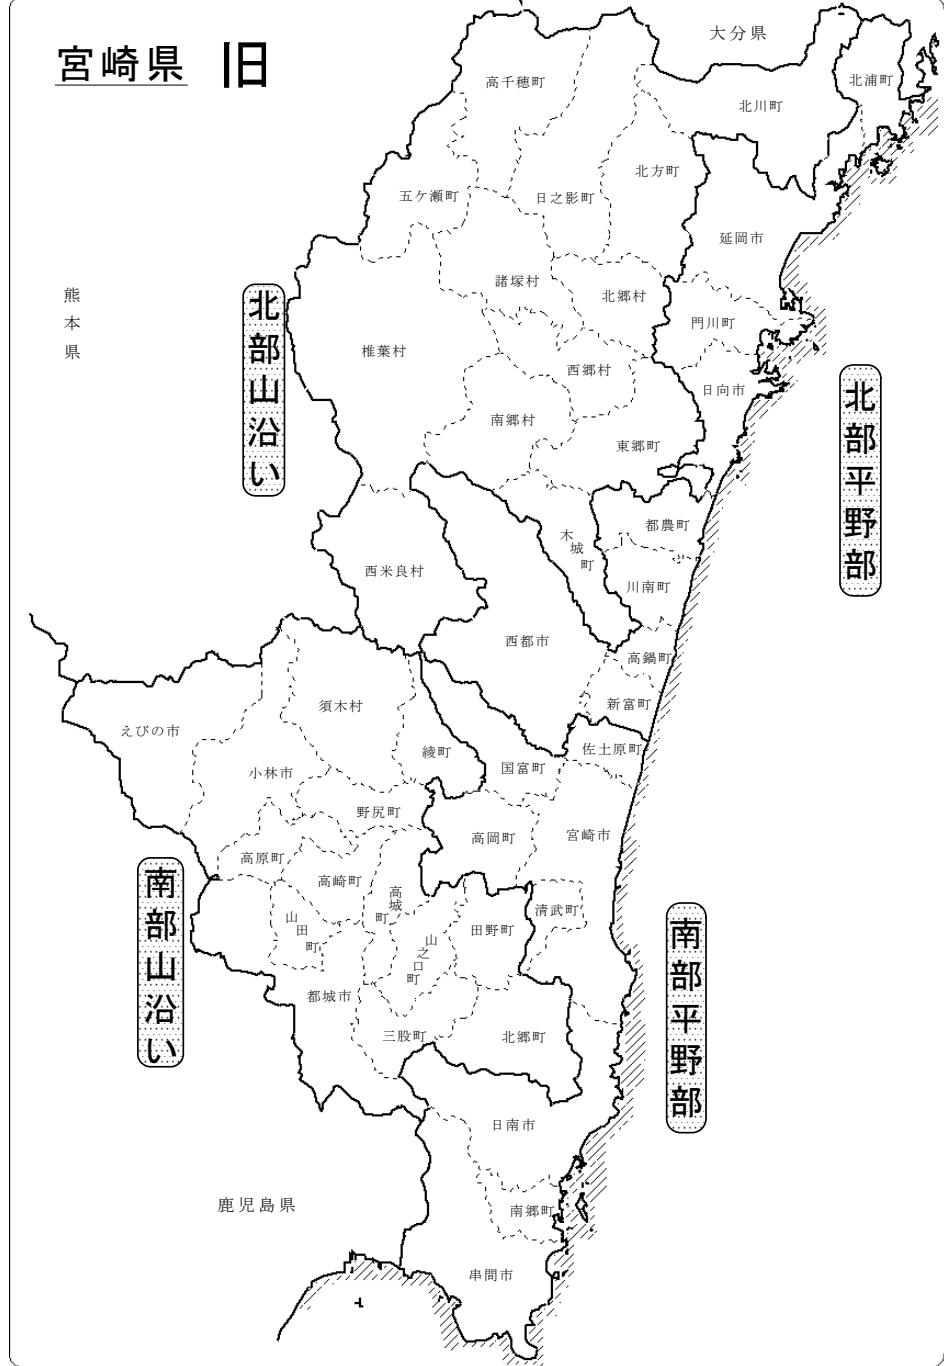 宮崎県 旧
大分県
高千穂町
北浦町
北川町
北方町
五ケ瀬町
日之影町
延岡市
諸塚村
北郷村
熊本県
門川町
椎葉村
西郷村
日向市
南郷村
東郷町
北部山沿い
北部平野部
都農町
木城町
西米良村
川南町
西都市
高鍋町
新富町
須木村
えびの市
綾町
佐土原町
国富町
小林市
野尻町
高岡町
宮崎市
高原町
高崎町
高城町
清武町
山田町
田野町
山之口町
都城市
三股町
北郷町
南部山沿い
南部平野部
日南市
鹿児島県
南郷町
串間市